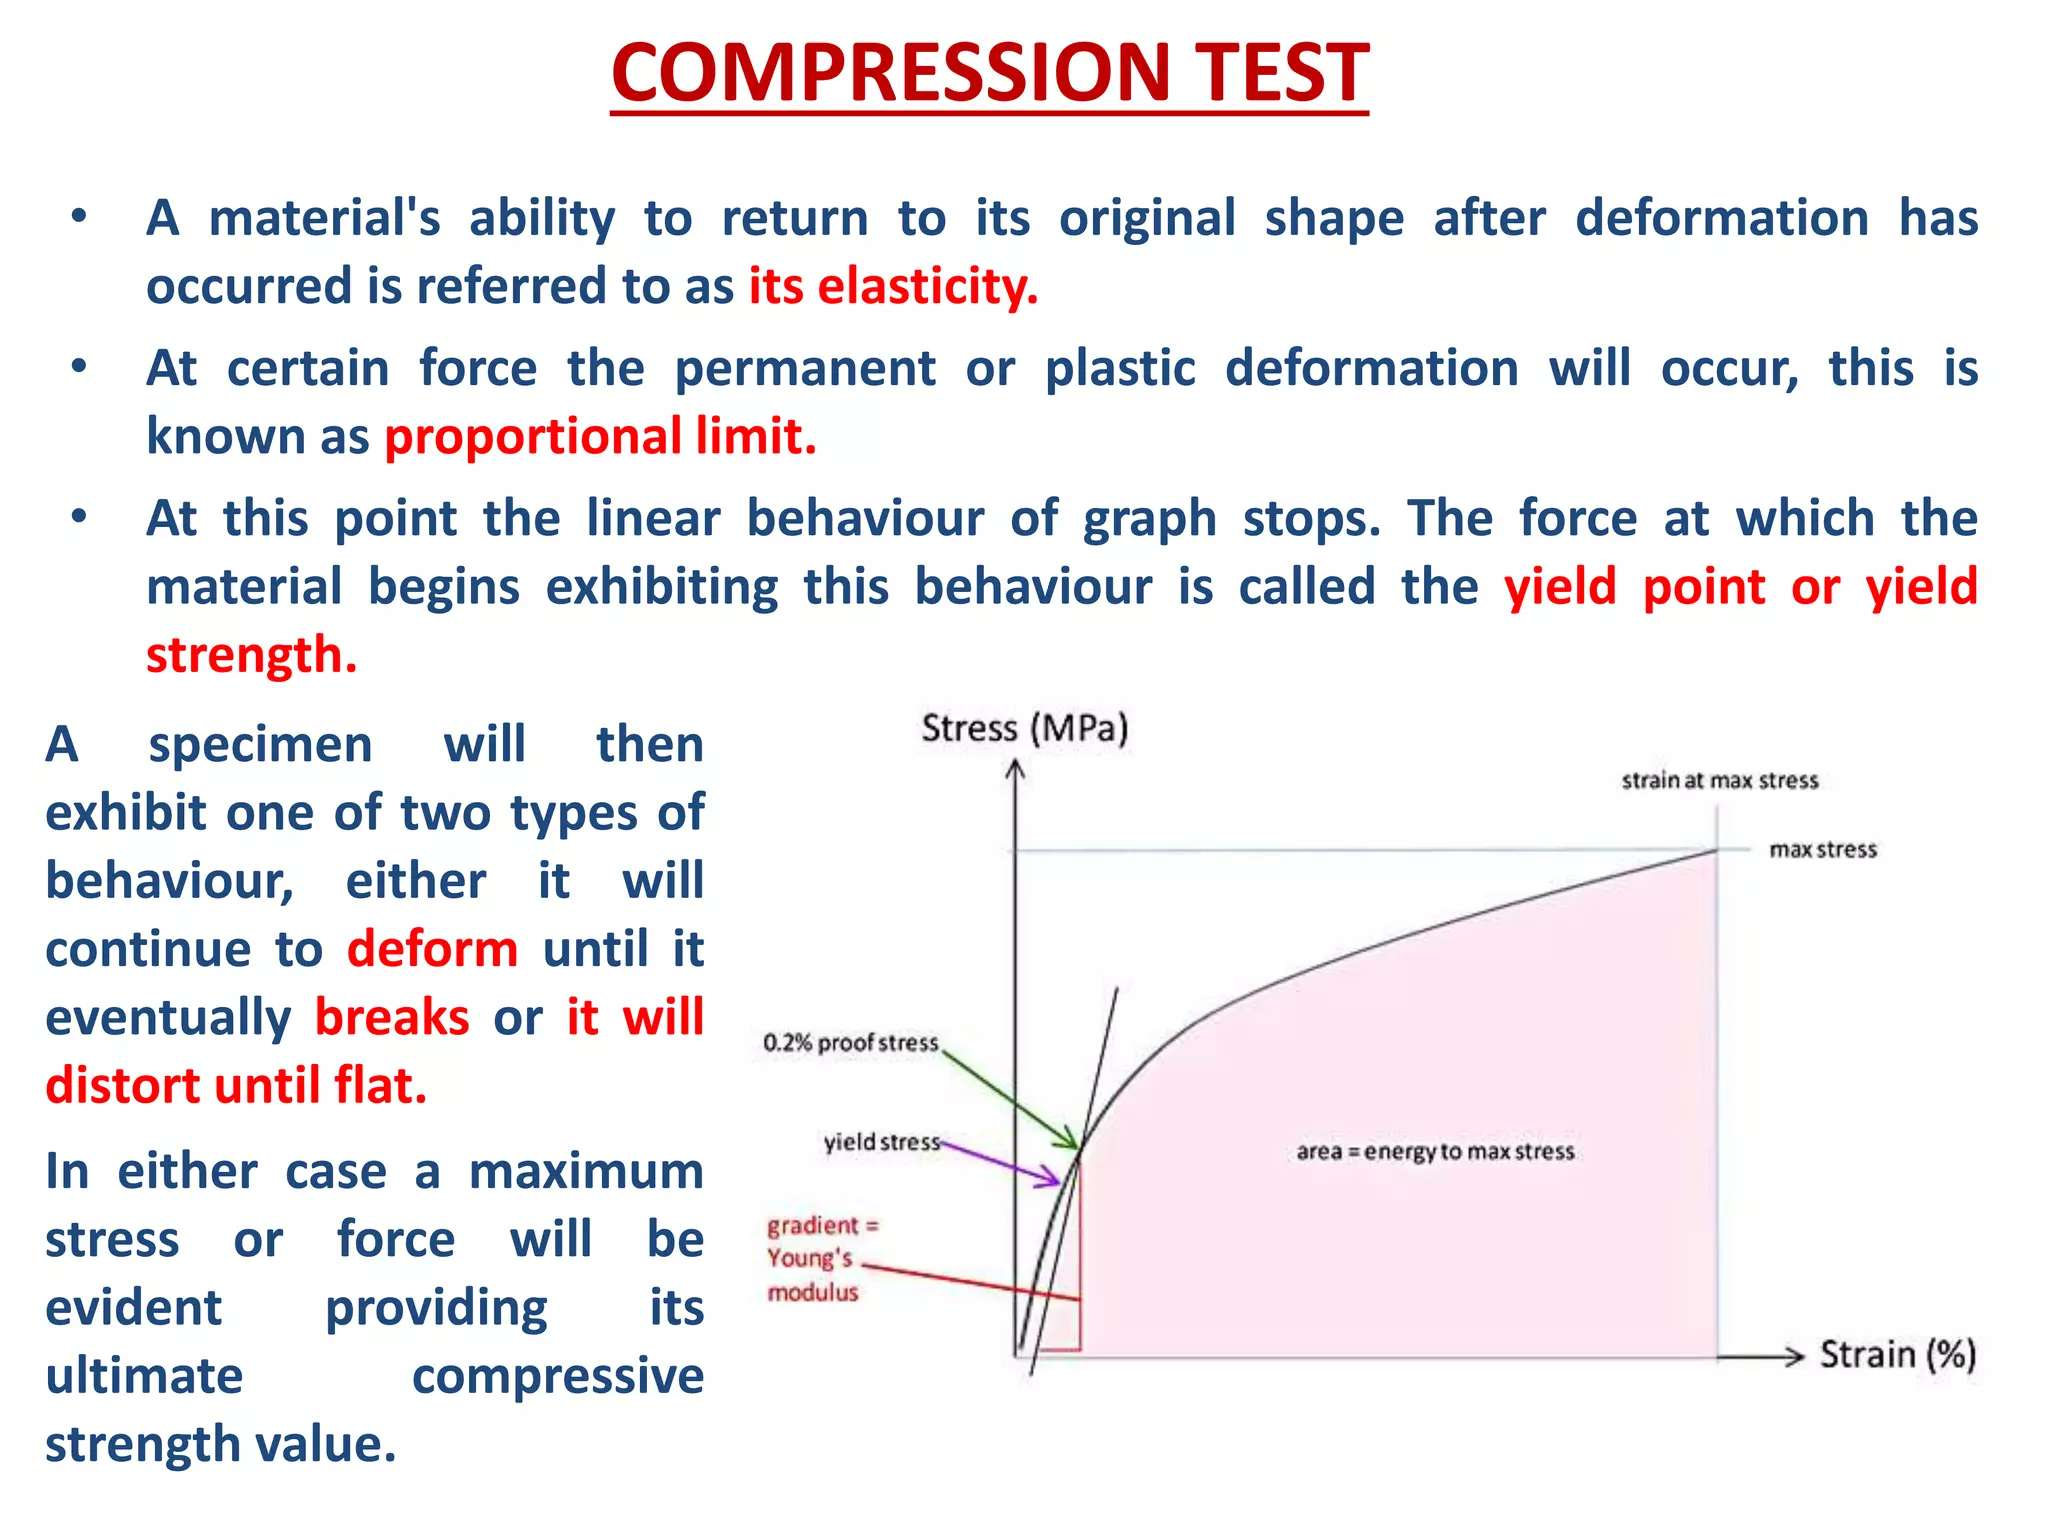 COMPRESSION TEST
• A material's ability to return to its original shape after deformation has
occurred is referred to as its elasticity.
• At certain force the permanent or plastic deformation will occur, this is
known as proportional limit.
• At this point the linear behaviour of graph stops. The force at which the
material begins exhibiting this behaviour is called the yield point or yield
strength.
A specimen will then
exhibit one of two types of
behaviour, either it will
continue to deform until it
eventually breaks or it will
distort until flat.
In either case a maximum
stress or force will be
evident providing its
ultimate compressive
strength value.
Stress (MPa)
strain at max stress
max stress
0.2% proof stress
yield stress
area = energy to max stress
gradient =
Young's
modulus
Strain (%)